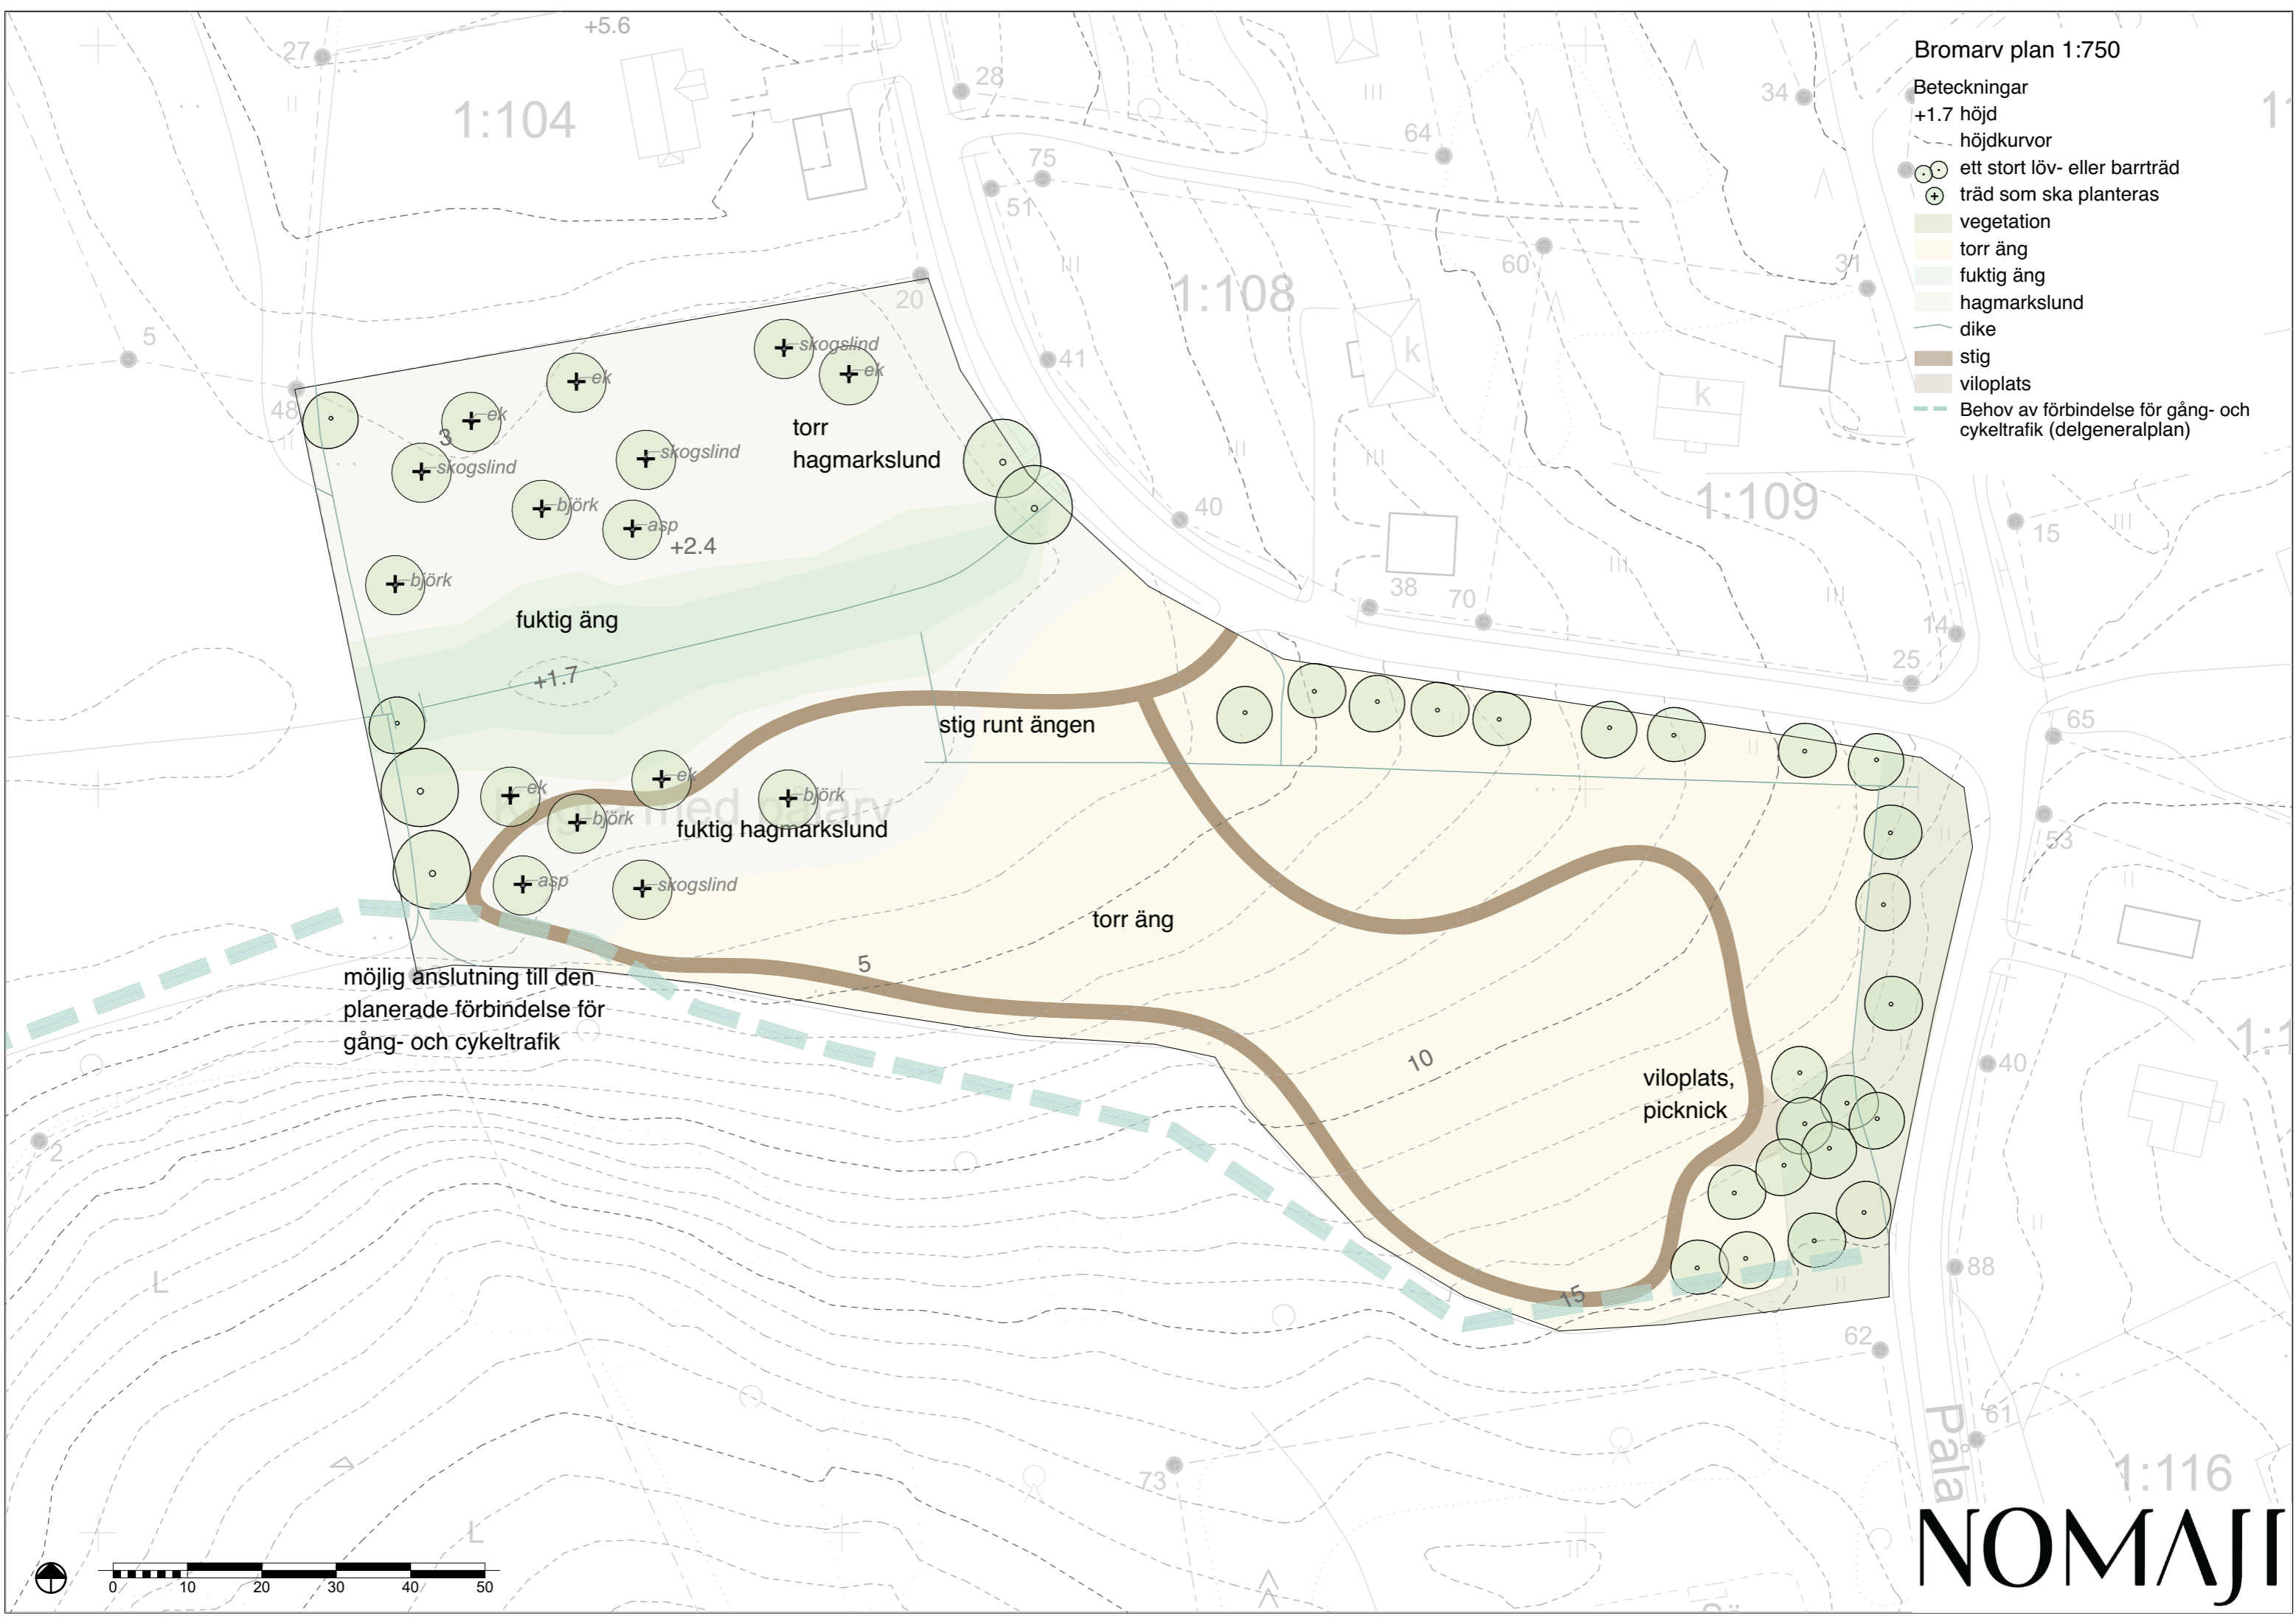 Bromarv plan 1:750
Beteckningar
+1.7 höjd
höjdkurvor
ett stort löv- eller barrträd
träd som ska planteras
vegetation
torr äng
fuktig äng
hagmarkslund
dike
stig
viloplats
Behov av förbindelse för gång- och
cykeltrafik (delgeneralplan)
+5.6
27
1:104
28
34
64
75
51
60
31
1:108
20
5
41
k
k
48
skogslind
ek
ek
ek
3
skogslind
skogslind
torr
hagmarkslund
björk
asp
+2.4
40
1:109
15
björk
38
70
14
25
fuktig äng
+1.7
65
stig runt ängen
ek
ek
björk
björk
med
fuktig hagmarkslund
53
asp
skogslind
torr äng
5
möjlig anslutning till den
planerade förbindelse för
gång- och cykeltrafik
10
viloplats,
picknick
40
2
15
88
L
62
61
Påla
73
1:116
L
0 10 20 30 40 50
NOMAJI